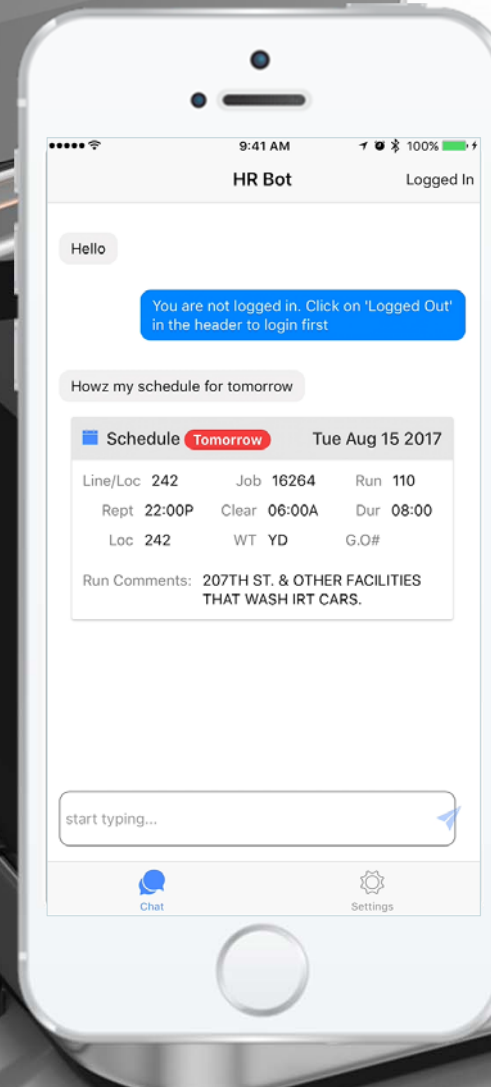 9:41 AM 100%
HR Bot Logged In
Hello
You are not logged in. Click on 'Logged Out'
in the header to login first
Howz my schedule for tomorrow
Schedule Tomorrow Tue Aug 15 2017
Line/Loc 242 Job 16264 Run 110
Rept 22:00P Clear 06:00A Dur 08:00
Loc 242 WT YD G.O#
Run Comments: 207TH ST. & OTHER FACILITIES
THAT WASH IRT CARS.
start typing...
Chat Settings